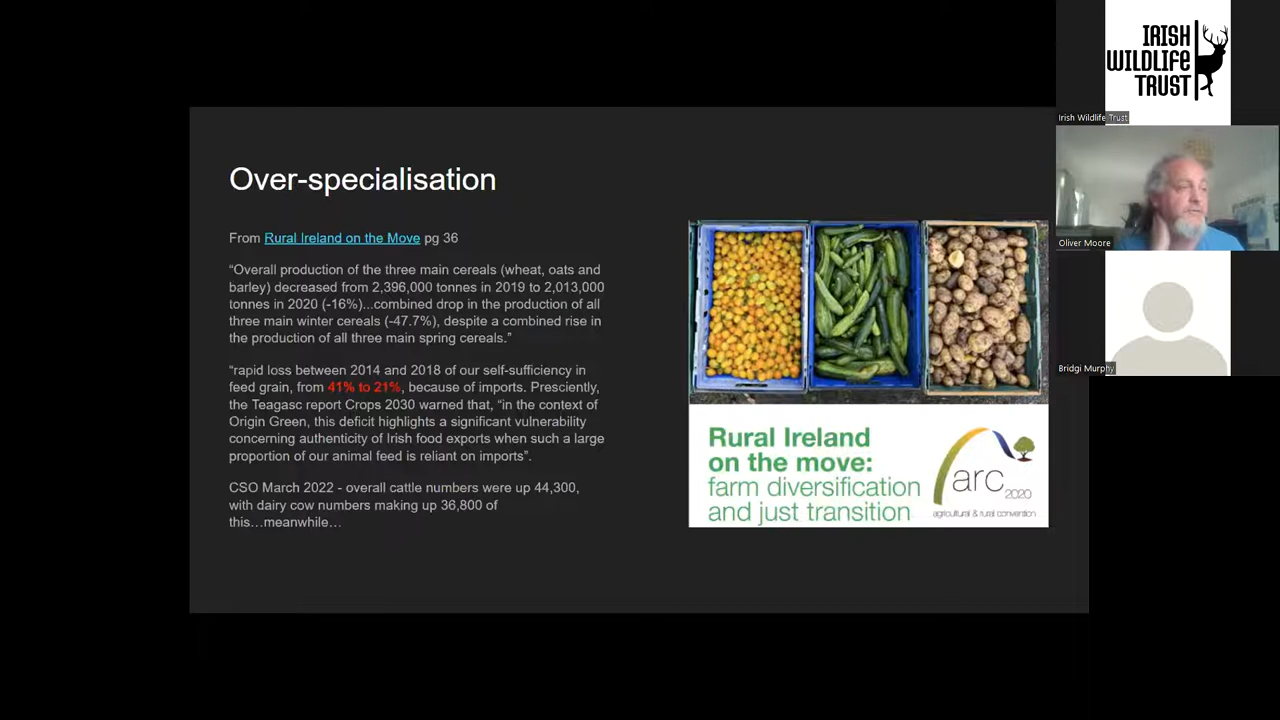 Over-specialisation
From Rural Ireland on the Move pg 36
“Overall production of the three main cereals (wheat, oats and
barley) decreased from 2,396,000 tonnes in 2019 to 2,013,000
tonnes in 2020 (-16%)...combined drop in the production of all
three main winter cereals (-47.7%), despite a combined rise in
the production of all three main spring cereals.”
“rapid loss between 2014 and 2018 of our self-sufficiency in
feed grain, from 41% to 21%, because of imports. Presciently,
the Teagasc report Crops 2030 warned that, “in the context of
Origin Green, this deficit highlights a significant vulnerability
concerning authenticity of Irish food exports when such a large
proportion of our animal feed is reliant on imports”.
CSO March 2022 - overall cattle numbers were up 44,300,
with dairy cow numbers making up 36,800 of
this…meanwhile…
Rural Ireland
on the move:
farm diversification
and just transition
arc
2020
agricultural & rural convention
IRISH
WILDLIFE
TRUST
Irish Wildlife Trust
Oliver Moore
Bridgi Murphy